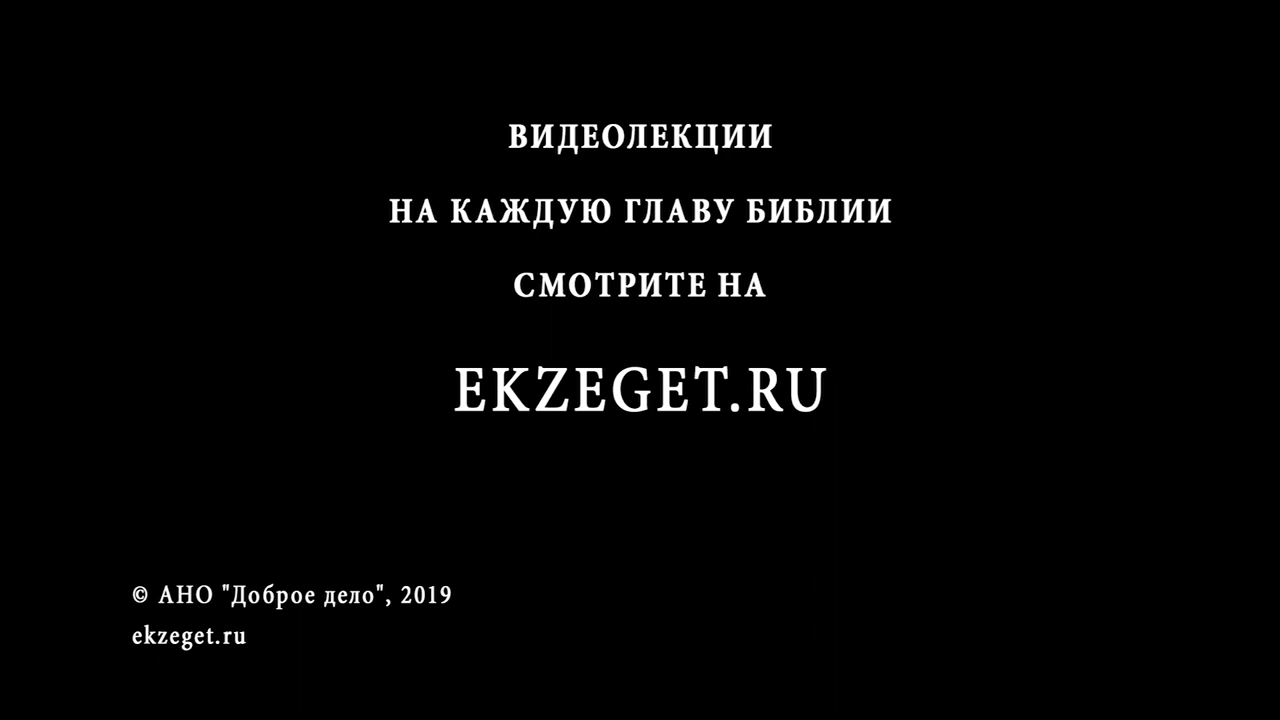 ВИДЕОЛЕКЦИИ
НА КАЖДУЮ ГЛАВУ БИБЛИИ
СМОТРИТЕ НА
EKZEGET.RU
© АНО "Доброе дело", 2019
ekzeget.ru